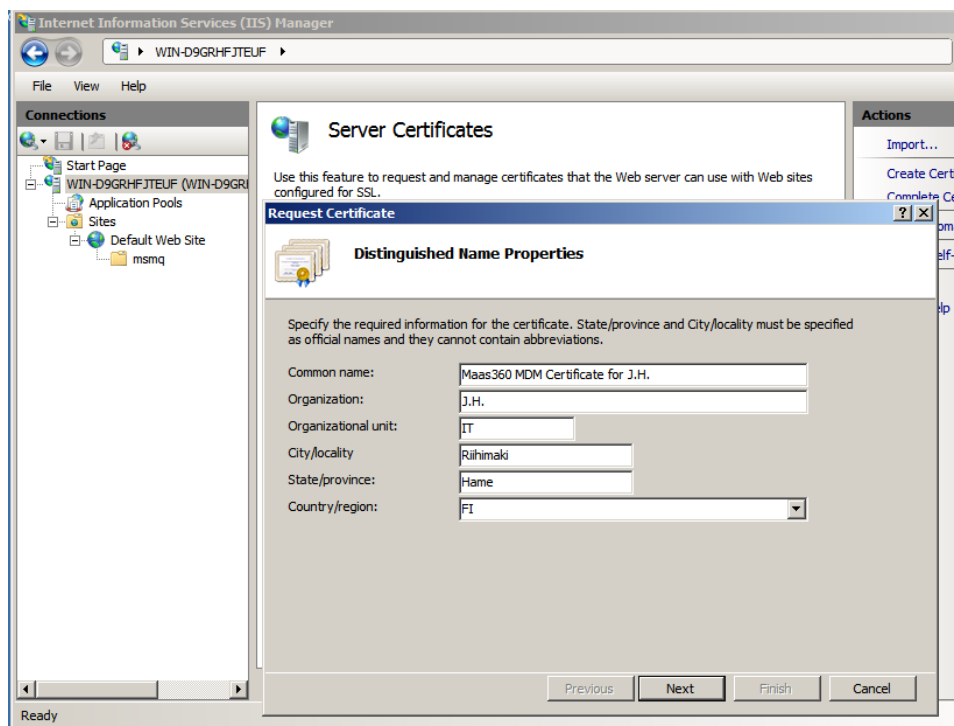 Internet Information Services (IIS) Manager
WIN-D9GRHFJTEUF
File View Help
Connections
Start Page
WIN-D9GRHFJTEUF (WIN-D9GRI
Application Pools
Sites
Default Web Site
msmq
Server Certificates
Use this feature to request and manage certificates that the Web server can use with Web sites
configured for SSL.
Actions
Import...
Create Cert
Complete Ce
om
elf-
elp
Request Certificate
Distinguished Name Properties
Specify the required information for the certificate. State/province and City/locality must be specified
as official names and they cannot contain abbreviations.
Common name: Maas360 MDM Certificate for J.H.
Organization: J.H.
Organizational unit: IT
City/locality Riihimaki
State/province: Hame
Country/region: FI
Previous Next Finish Cancel
Ready